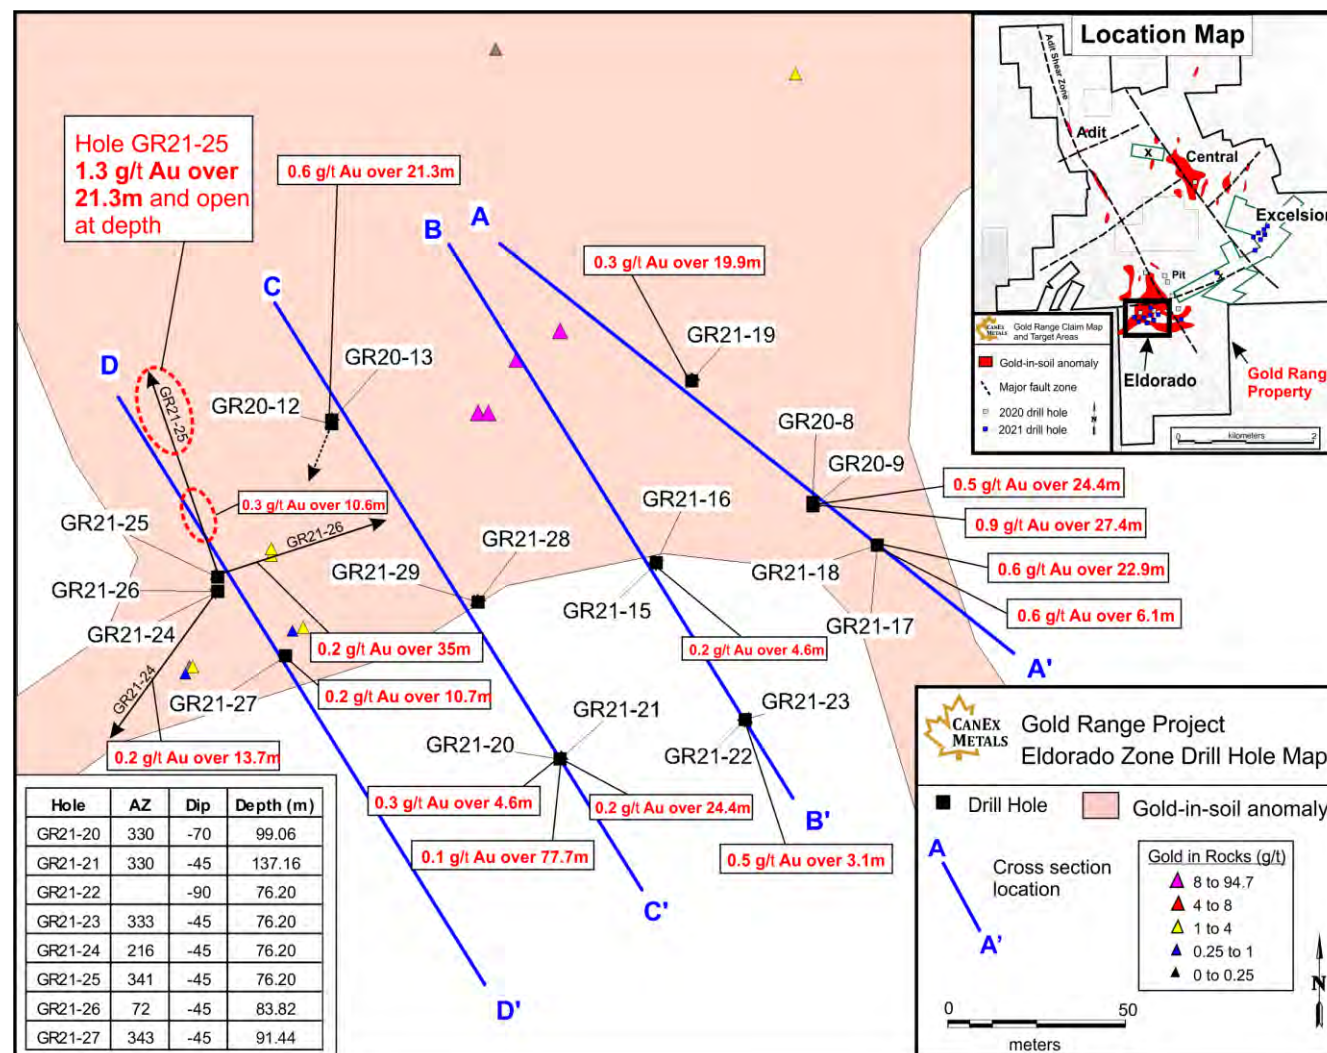 Hole GR21-25
1.3 g/t Au over
21.3m and open
at depth
0.6 g/t Au over 21.3m
A
B
C
D
0.3 g/t Au over 19.9m
GR21-19
GR20-13
GR20-12
GR21-25
GR20-8
GR20-9
0.5 g/t Au over 24.4m
0.9 g/t Au over 27.4m
0.3 g/t Au over 10.6m
GR21-16
GR21-25
GR21-26
GR21-28
GR21-29
GR21-18
0.6 g/t Au over 22.9m
GR21-26
GR21-15
GR21-17
0.6 g/t Au over 6.1m
GR21-24
0.2 g/t Au over 35m
0.2 g/t Au over 4.6m
A'
GR21-24
GR21-27
0.2 g/t Au over 10.7m
GR21-21
GR21-23
GR21-20
GR21-22
0.2 g/t Au over 13.7m
0.3 g/t Au over 4.6m
0.2 g/t Au over 24.4m
B'
0.1 g/t Au over 77.7m
0.5 g/t Au over 3.1m
C'
D'
Hole AZ Dip Depth (m)
GR21-20 330 -70 99.06
GR21-21 330 -45 137.16
GR21-22 -90 76.20
GR21-23 333 -45 76.20
GR21-24 216 -45 76.20
GR21-25 341 -45 76.20
GR21-26 72 -45 83.82
GR21-27 343 -45 91.44
Location Map
Adit Shear Zone
Adit
X
Central
Excelsior
Pit
X
Eldorado
Gold Rang
Property
CANEX
METALS
Gold Range Claim Map
and Target Areas
Gold-in-soil anomaly
Major fault zone
2020 drill hole
2021 drill hole
N
0 kilometers 2
CANEX
METALS
Gold Range Project
Eldorado Zone Drill Hole Map
Drill Hole
Gold-in-soil anomaly
A
Cross section
location
A'
Gold in Rocks (g/t)
8 to 94.7
4 to 8
1 to 4
0.25 to 1
0 to 0.25
0 50
meters
N